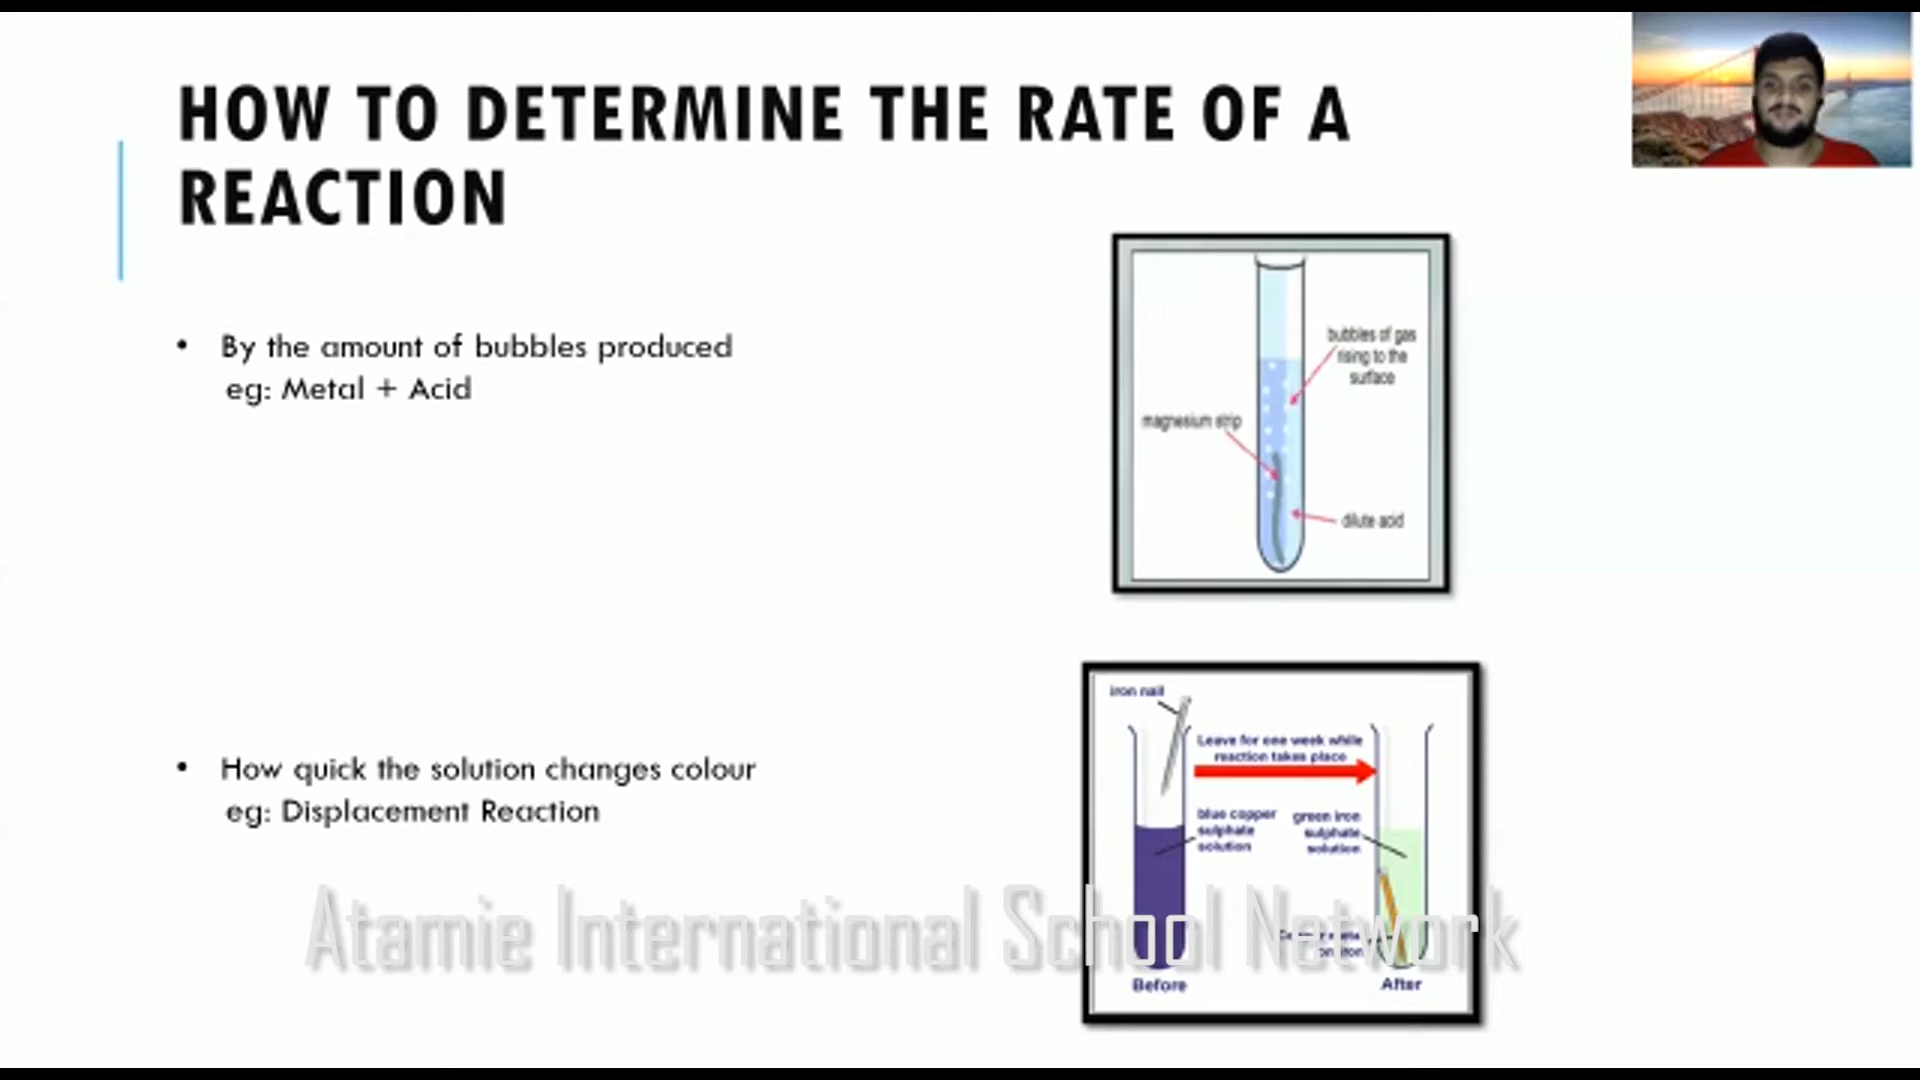 HOW TO DETERMINE THE RATE OF A
REACTION
• By the amount of bubbles produced
eg: Metal + Acid
bubbles of gas
rising to the
surface
magnesium strip
dilute acid
• How quick the solution changes colour
eg: Displacement Reaction
iron nail
Leave for one week while
reaction takes place
blue copper
sulphate
solution
green iron
sulphate
solution
on iron
Before
After
Atamie International School Network